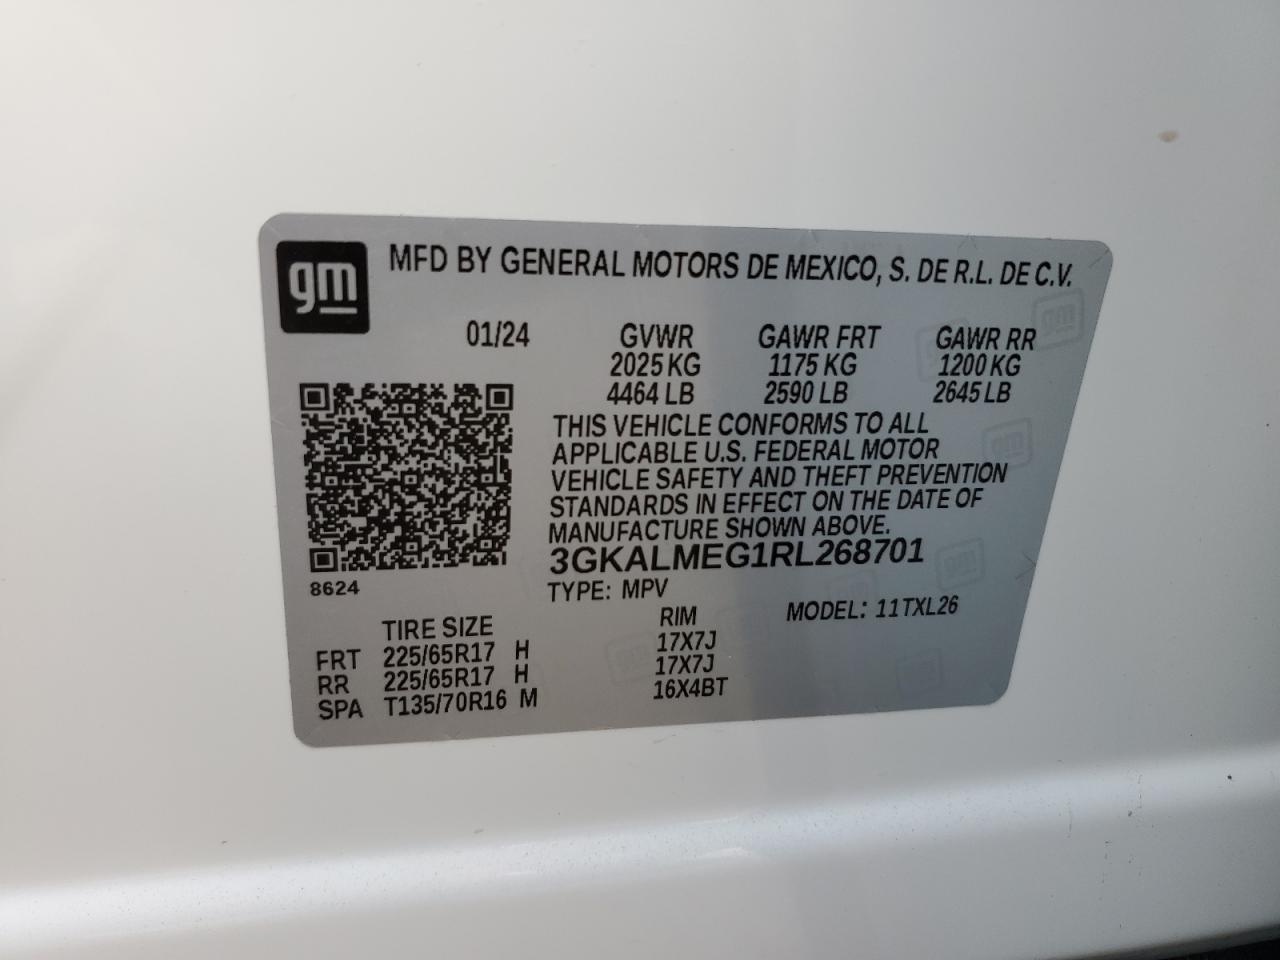 gm
MFD BY GENERAL MOTORS DE MEXICO, S. DE R.L. DE C.V.
01/24 GVWR GAWR FRT GAWR RR
2025 KG 1175 KG 1200 KG
4464 LB 2590 LB 2645 LB
THIS VEHICLE CONFORMS TO ALL
APPLICABLE U.S. FEDERAL MOTOR
VEHICLE SAFETY AND THEFT PREVENTION
STANDARDS IN EFFECT ON THE DATE OF
MANUFACTURE SHOWN ABOVE.
3GKALMEG1RL268701
8624
TYPE: MPV MODEL: 11TXL26
TIRE SIZE RIM
FRT 225/65R17 H 17X7J
RR 225/65R17 H 17X7J
SPA T135/70R16 M 16X4BT